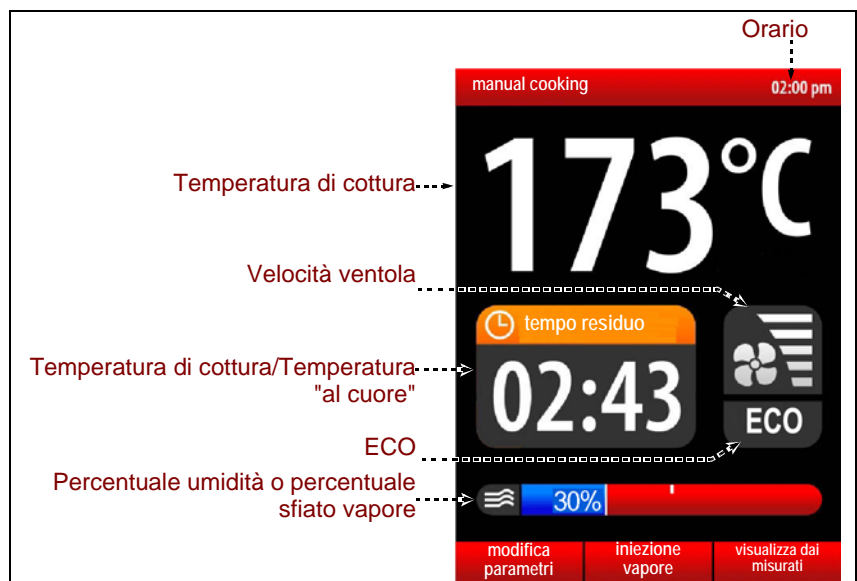 Orario
manual cooking 02:00 pm
Temperatura di cottura
173°C
Velocità ventola
tempo residuo
Temperatura di cottura/Temperatura
"al cuore"
02:43
ECO
ECO
Percentuale umidità o percentuale
sfiato vapore
30%
modifica
parametri
iniezione
vapore
visualizza dai
misurati